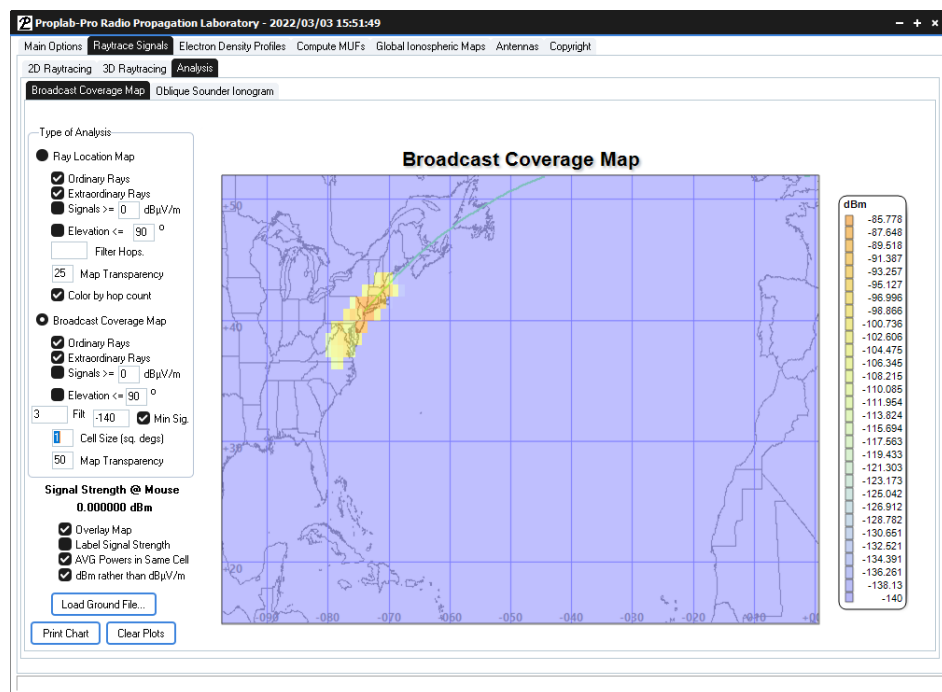 Proplab-Pro Radio Propagation Laboratory - 2022/03/03 15:51:49
Main Options Raytrace Signals Electron Density Profiles Compute MUFs Global Ionospheric Maps Antennas Copyright
2D Raytracing 3D Raytracing Analysis
Broadcast Coverage Map Oblique Sounder Ionogram
Type of Analysis
Ray Location Map
Ordinary Rays
Extraordinary Rays
Signals >= 0 dBµV/m
Elevation <= 90 º
Filter Hops.
25 Map Transparency
Color by hop count
Broadcast Coverage Map
Ordinary Rays
Extraordinary Rays
Signals >= 0 dBµV/m
Elevation <= 90 º
3 Filt -140 Min Sig.
1 Cell Size (sq. degs)
50 Map Transparency
Signal Strength @ Mouse
0.000000 dBm
Overlay Map
Label Signal Strength
AVG Powers in Same Cell
dBm rather than dBµV/m
Load Ground File...
Print Chart Clear Plots
Broadcast Coverage Map
+50
+40
+30
+20
-090 -080 -070 -060 -050 -040 -030 -020 -010 +00
dBm
-85.778
-87.648
-89.518
-91.387
-93.257
-95.127
-96.996
-98.866
-100.736
-102.606
-104.475
-106.345
-108.215
-110.085
-111.954
-113.824
-115.694
-117.563
-119.433
-121.303
-123.173
-125.042
-126.912
-128.782
-130.651
-132.521
-134.391
-136.261
-138.13
-140